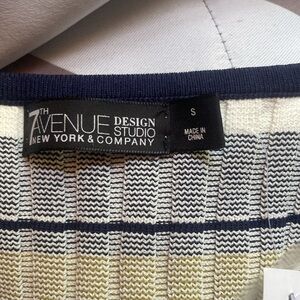 7TH
AVENUE DESIGN STUDIO
NEW YORK & COMPANY
S
MADE IN
CHINA